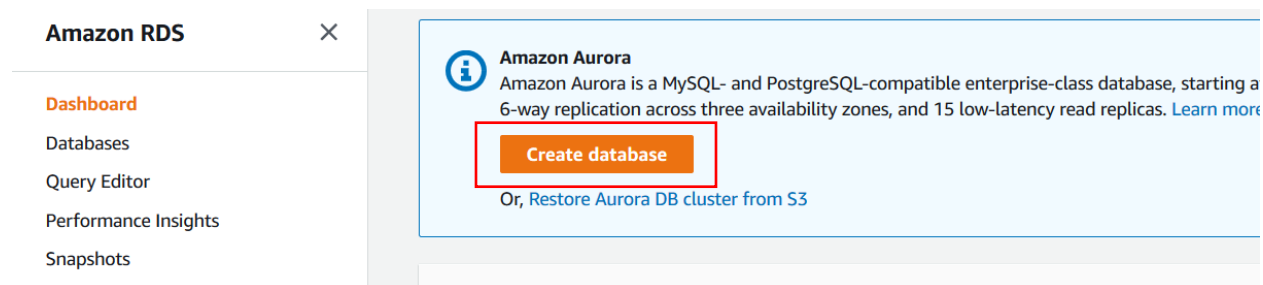 Amazon RDS
Dashboard
Databases
Query Editor
Performance Insights
Snapshots
Amazon Aurora
Amazon Aurora is a MySQL- and PostgreSQL-compatible enterprise-class database, starting a
6-way replication across three availability zones, and 15 low-latency read replicas. Learn more
Create database
Or, Restore Aurora DB cluster from S3